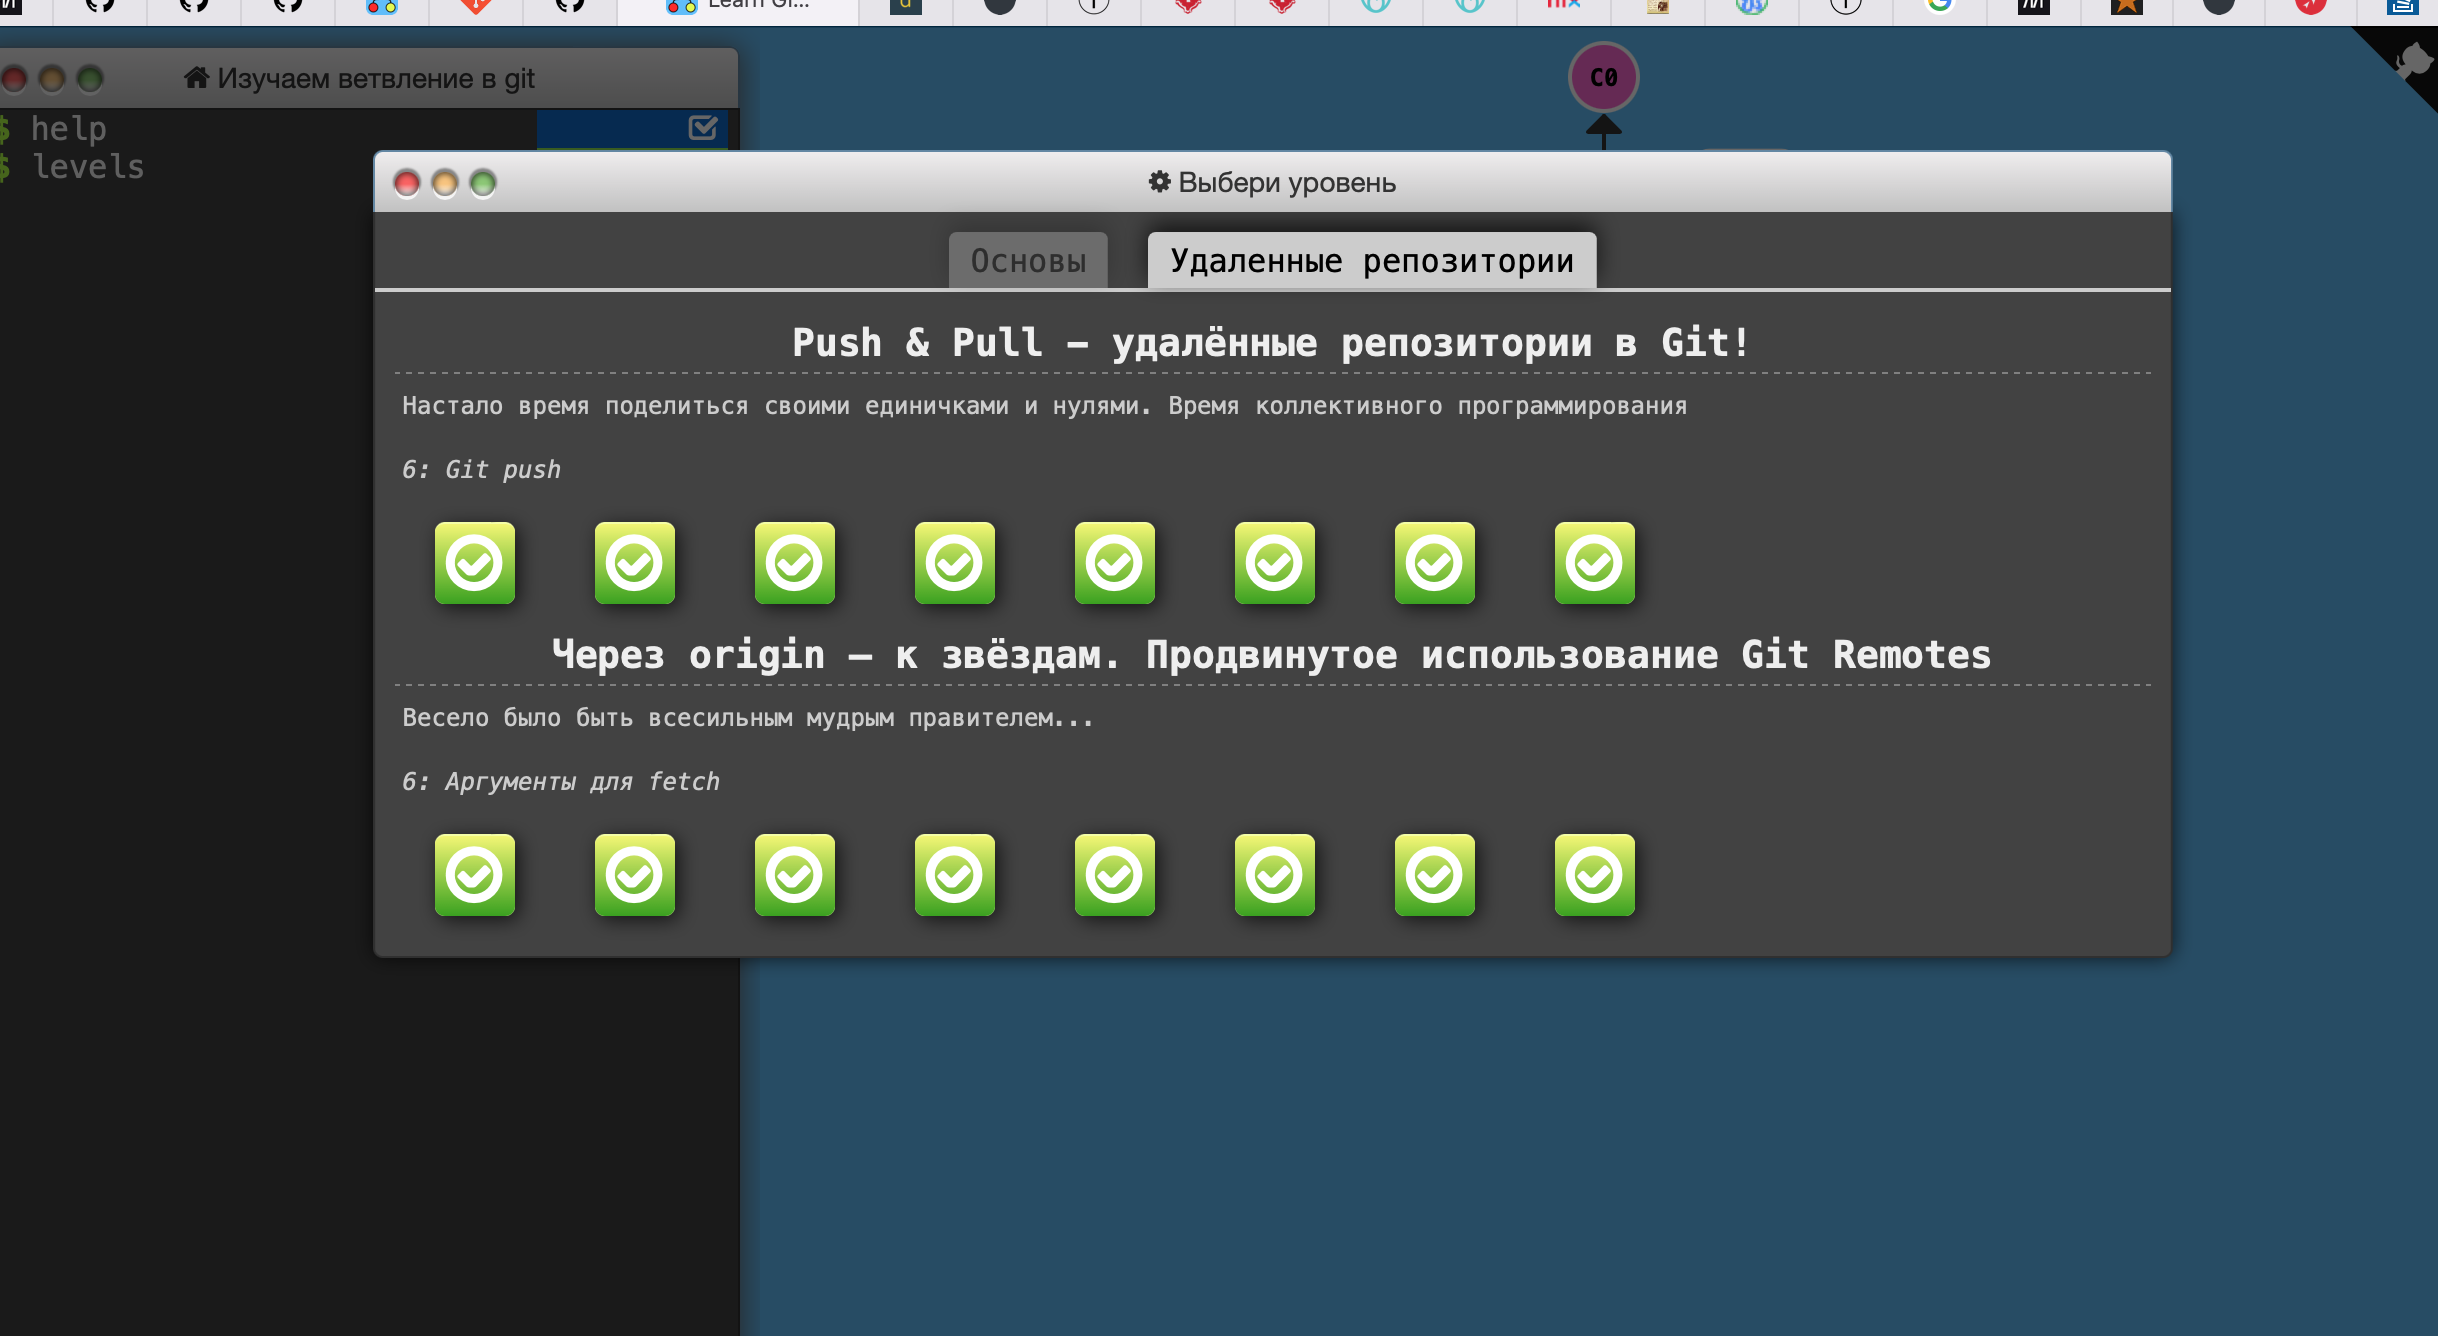 Learn Gi...
Изучаем ветвление в git
$ help
$ levels
C0
Выбери уровень
Основы
Удаленные репозитории
Push & Pull – удалённые репозитории в Git!
Настало время поделиться своими единичками и нулями. Время коллективного программирования
6: Git push
Через origin – к звёздам. Продвинутое использование Git Remotes
Весело было быть всесильным мудрым правителем...
6: Аргументы для fetch